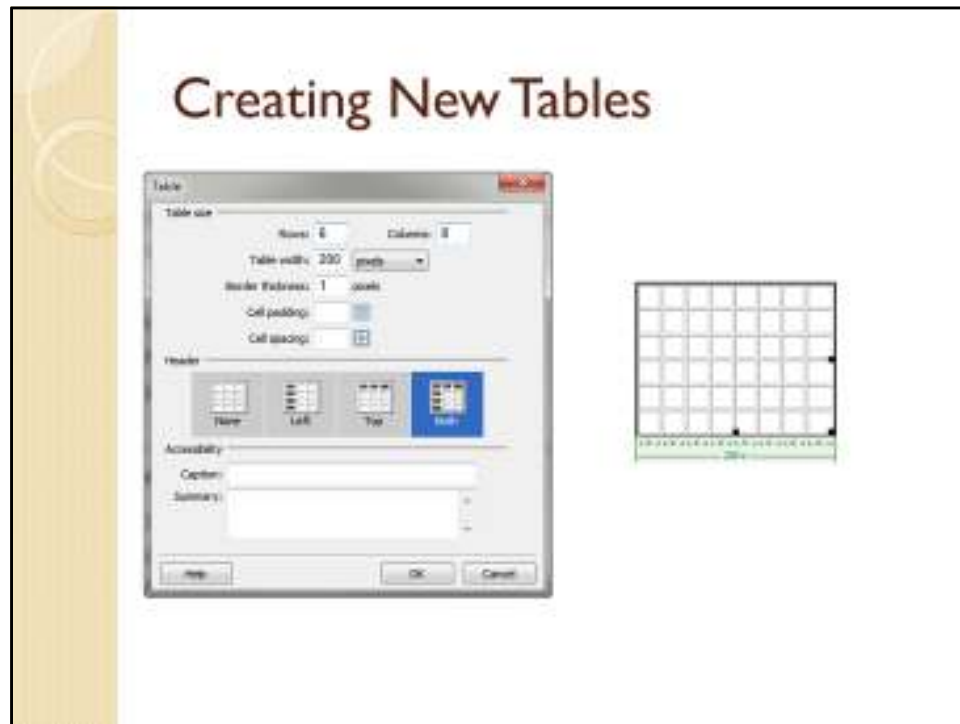 Creating New Tables
Table
Table size
Rows: 6 Columns: 8
Table width: 200 pixels
Border thickness: 1 pixels
Cell padding:
Cell spacing:
Header
None Left Top Both
Accessibility
Caption:
Summary:
Help OK Cancel